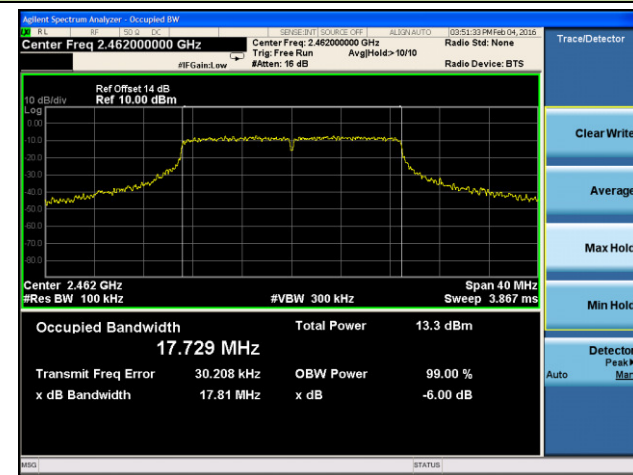 Agilent Spectrum Analyzer - Occupied BW
RL RF 50 Ω DC SENSE:INT SOURCE OFF ALIGN AUTO 03:51:33 PM Feb 04, 2016
Center Freq 2.462000000 GHz Center Freq: 2.462000000 GHz Radio Std: None
Trig: Free Run Avg|Hold:>10/10
#IFGain:Low #Atten: 16 dB Radio Device: BTS
Trace/Detector
Ref Offset 14 dB
10 dB/div Ref 10.00 dBm
Log
0.00
-10.0
-20.0
-30.0
-40.0
-50.0
-60.0
-70.0
-80.0
Center 2.462 GHz Span 40 MHz
#Res BW 100 kHz #VBW 300 kHz Sweep 3.867 ms
Occupied Bandwidth Total Power 13.3 dBm
17.729 MHz
Transmit Freq Error 30.208 kHz OBW Power 99.00 %
x dB Bandwidth 17.81 MHz x dB -6.00 dB
Clear Write
Average
Max Hold
Min Hold
Detector
Peak
Auto Man
MSG STATUS